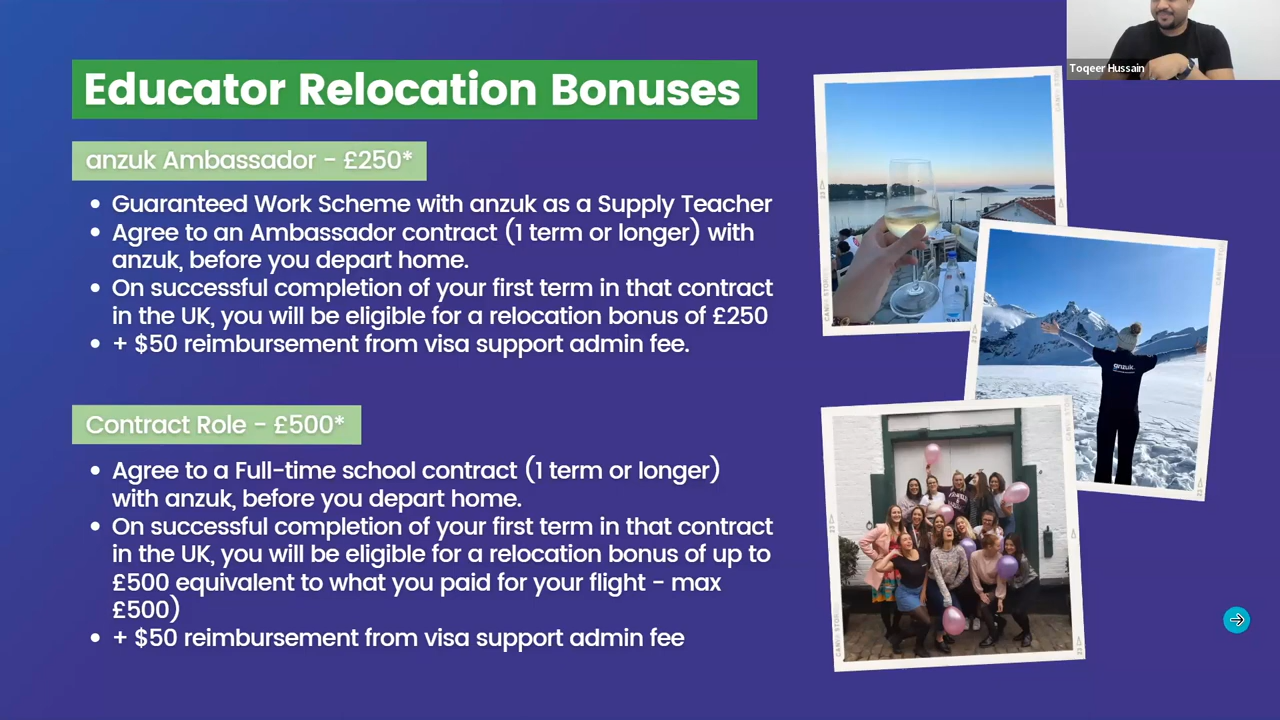 Toqeer Hussain
Educator Relocation Bonuses
anzuk Ambassador - £250*
• Guaranteed Work Scheme with anzuk as a Supply Teacher
• Agree to an Ambassador contract (1 term or longer) with
anzuk, before you depart home.
• On successful completion of your first term in that contract
in the UK, you will be eligible for a relocation bonus of £250
• + $50 reimbursement from visa support admin fee.
Contract Role - £500*
• Agree to a Full-time school contract (1 term or longer)
with anzuk, before you depart home.
• On successful completion of your first term in that contract
in the UK, you will be eligible for a relocation bonus of up to
£500 equivalent to what you paid for your flight - max
£500)
• + $50 reimbursement from visa support admin fee
anzuk.